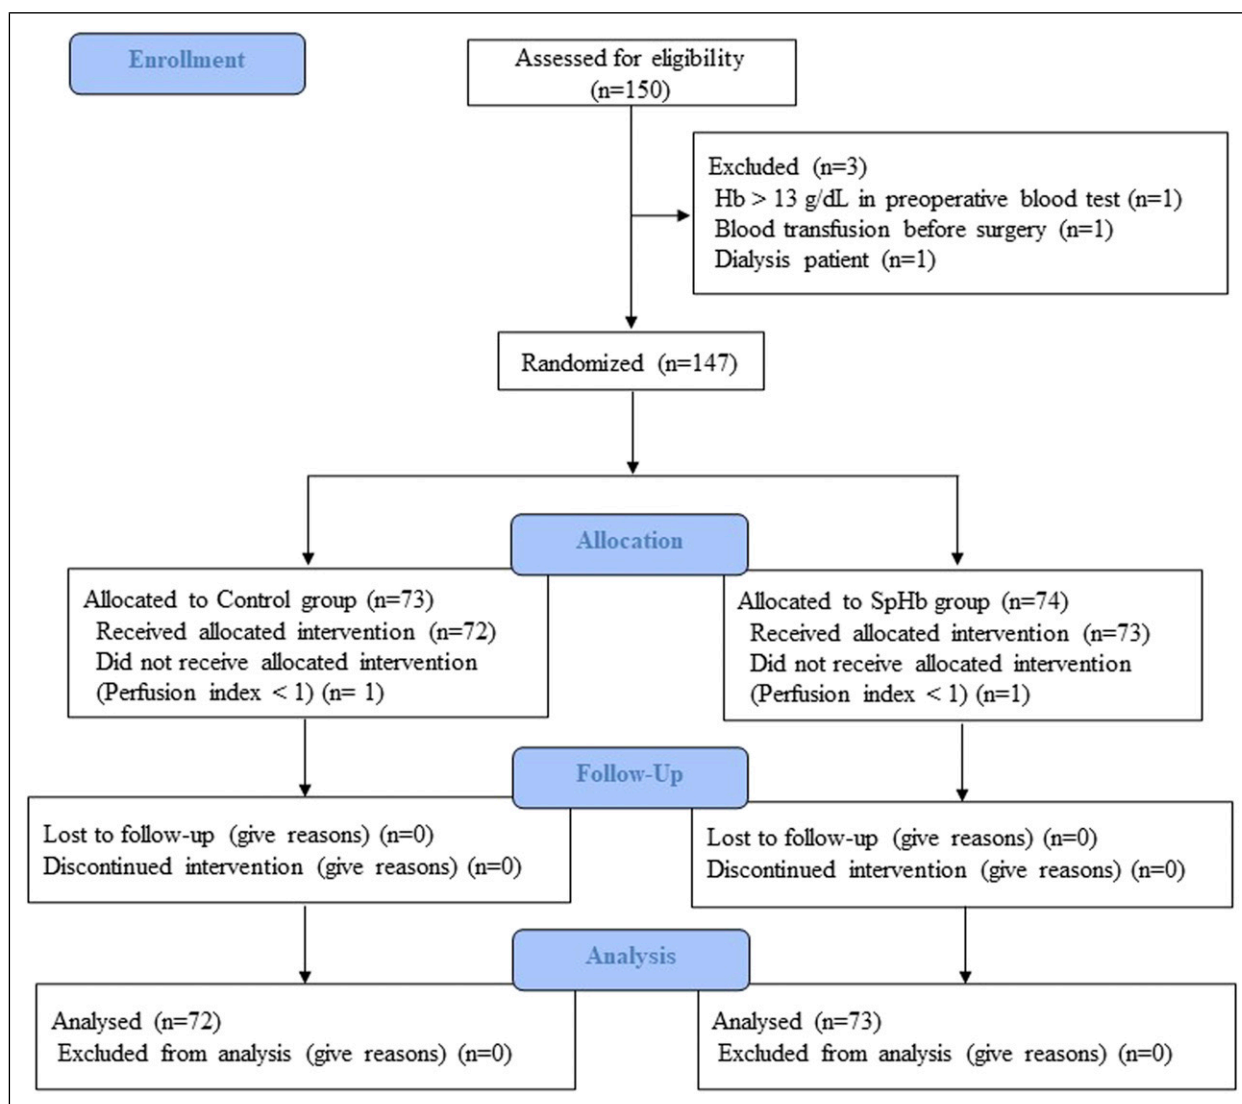 Enrollment
Assessed for eligibility
(n=150)
Excluded (n=3)
Hb > 13 g/dL in preoperative blood test (n=1)
Blood transfusion before surgery (n=1)
Dialysis patient (n=1)
Randomized (n=147)
Allocation
Allocated to Control group (n=73)
Received allocated intervention (n=72)
Did not receive allocated intervention
(Perfusion index < 1) (n= 1)
Allocated to SpHb group (n=74)
Received allocated intervention (n=73)
Did not receive allocated intervention
(Perfusion index < 1) (n=1)
Follow-Up
Lost to follow-up (give reasons) (n=0)
Discontinued intervention (give reasons) (n=0)
Lost to follow-up (give reasons) (n=0)
Discontinued intervention (give reasons) (n=0)
Analysis
Analysed (n=72)
Excluded from analysis (give reasons) (n=0)
Analysed (n=73)
Excluded from analysis (give reasons) (n=0)